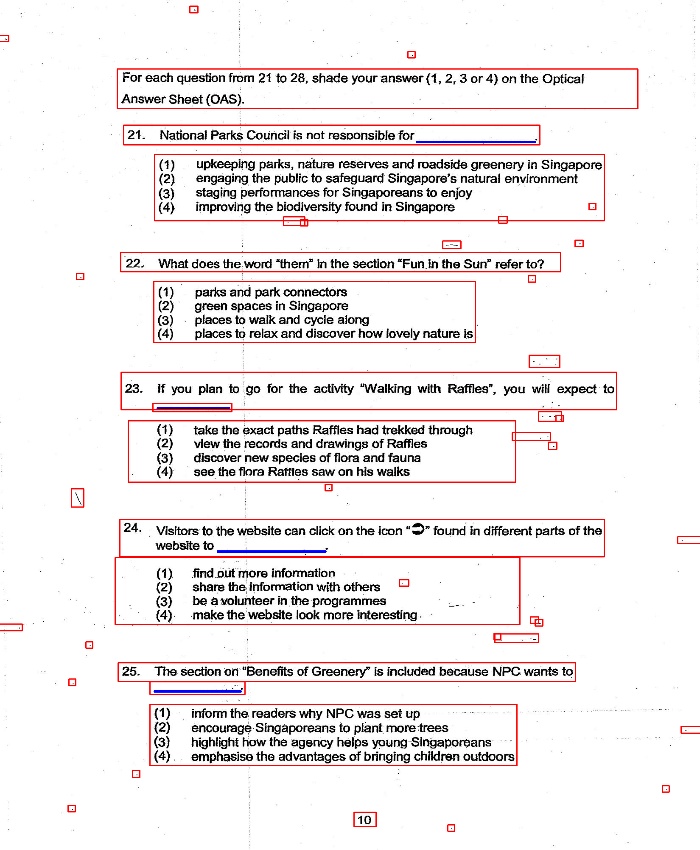 For each question from 21 to 28, shade your answer (1, 2, 3 or 4) on the Optical
Answer Sheet (OAS).
21. National Parks Council is not responsible for ____________.
(1) upkeeping parks, nature reserves and roadside greenery in Singapore
(2) engaging the public to safeguard Singapore's natural environment
(3) staging performances for Singaporeans to enjoy
(4) improving the biodiversity found in Singapore
22. What does the word "them" in the section "Fun in the Sun" refer to?
(1) parks and park connectors
(2) green spaces in Singapore
(3) places to walk and cycle along
(4) places to relax and discover how lovely nature is
23. If you plan to go for the activity "Walking with Raffles", you will expect to
____________
(1) take the exact paths Raffles had trekked through
(2) view the records and drawings of Raffles
(3) discover new species of flora and fauna
(4) see the flora Raffles saw on his walks
24. Visitors to the website can click on the icon "➲" found in different parts of the
website to ____________.
(1) find out more information
(2) share the information with others
(3) be a volunteer in the programmes
(4) make the website look more interesting
25. The section on "Benefits of Greenery" is included because NPC wants to
____________.
(1) inform the readers why NPC was set up
(2) encourage Singaporeans to plant more trees
(3) highlight how the agency helps young Singaporeans
(4) emphasise the advantages of bringing children outdoors
10